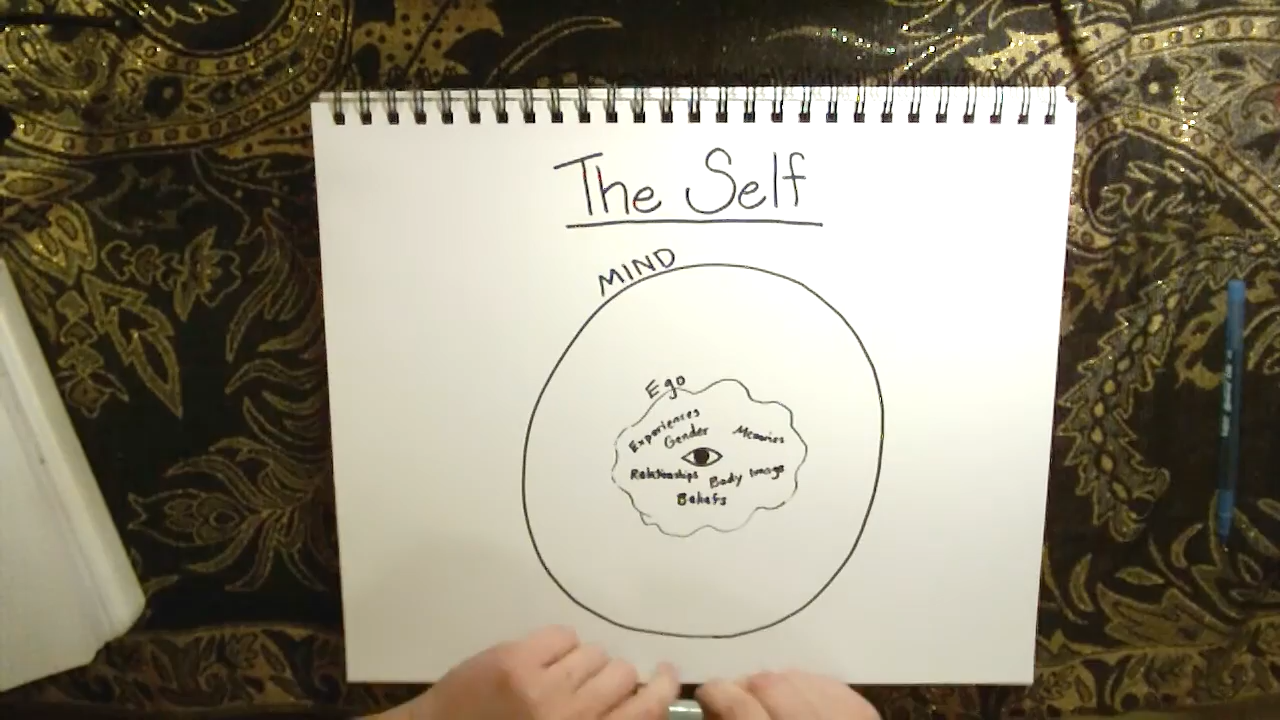 The Self
MIND
Ego
Experiences
Gender
Memories
Relationships
Body Image
Beliefs